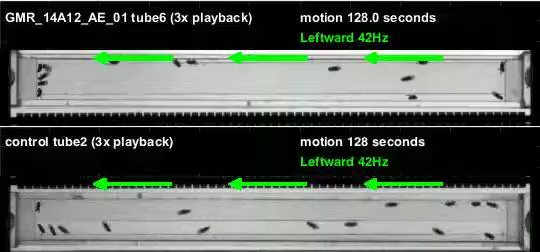 GMR_14A12_AE_01 tube6 (3x playback)
motion 128.0 seconds
Leftward 42Hz
control tube2 (3x playback)
motion 128 seconds
Leftward 42Hz